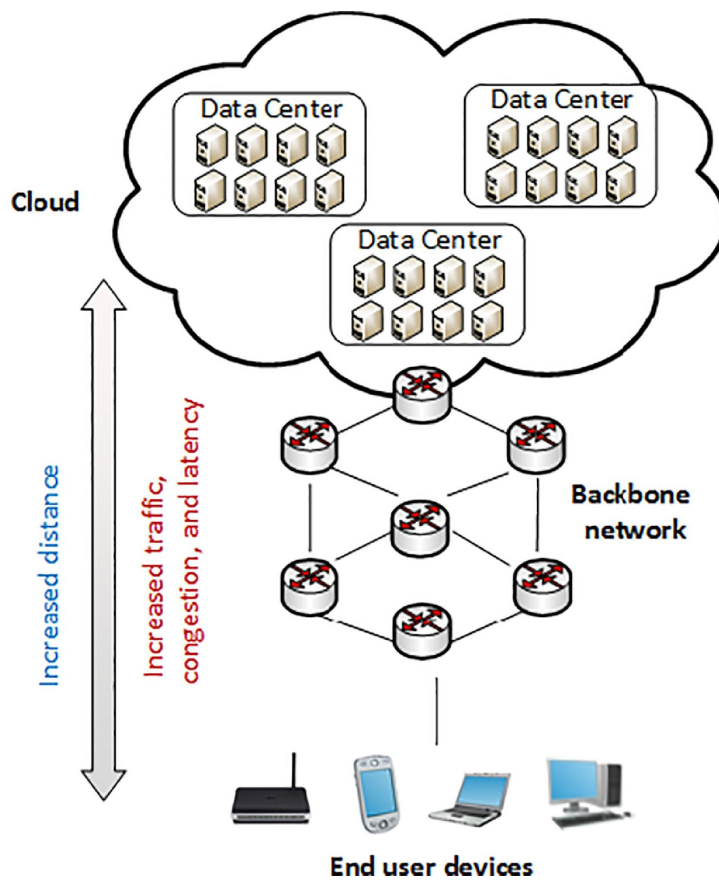 Data Center
Data Center
Cloud
Data Center
Increased distance
Increased traffic,
congestion, and latency
Backbone
network
End user devices